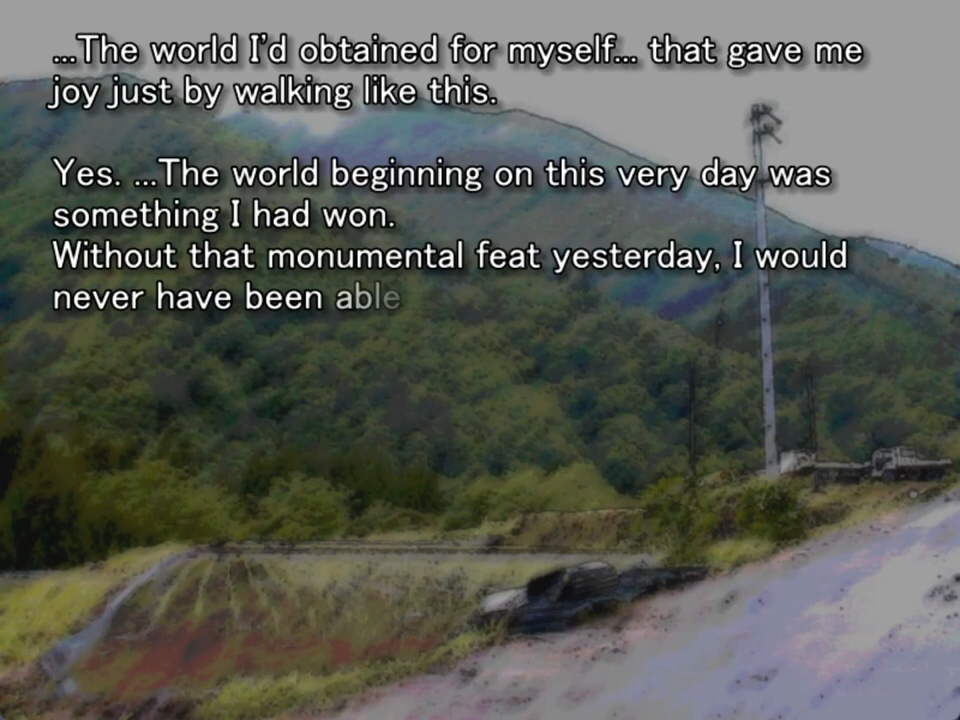 ...The world I'd obtained for myself... that gave me
joy just by walking like this.
Yes. ...The world beginning on this very day was
something I had won.
Without that monumental feat yesterday, I would
never have been able